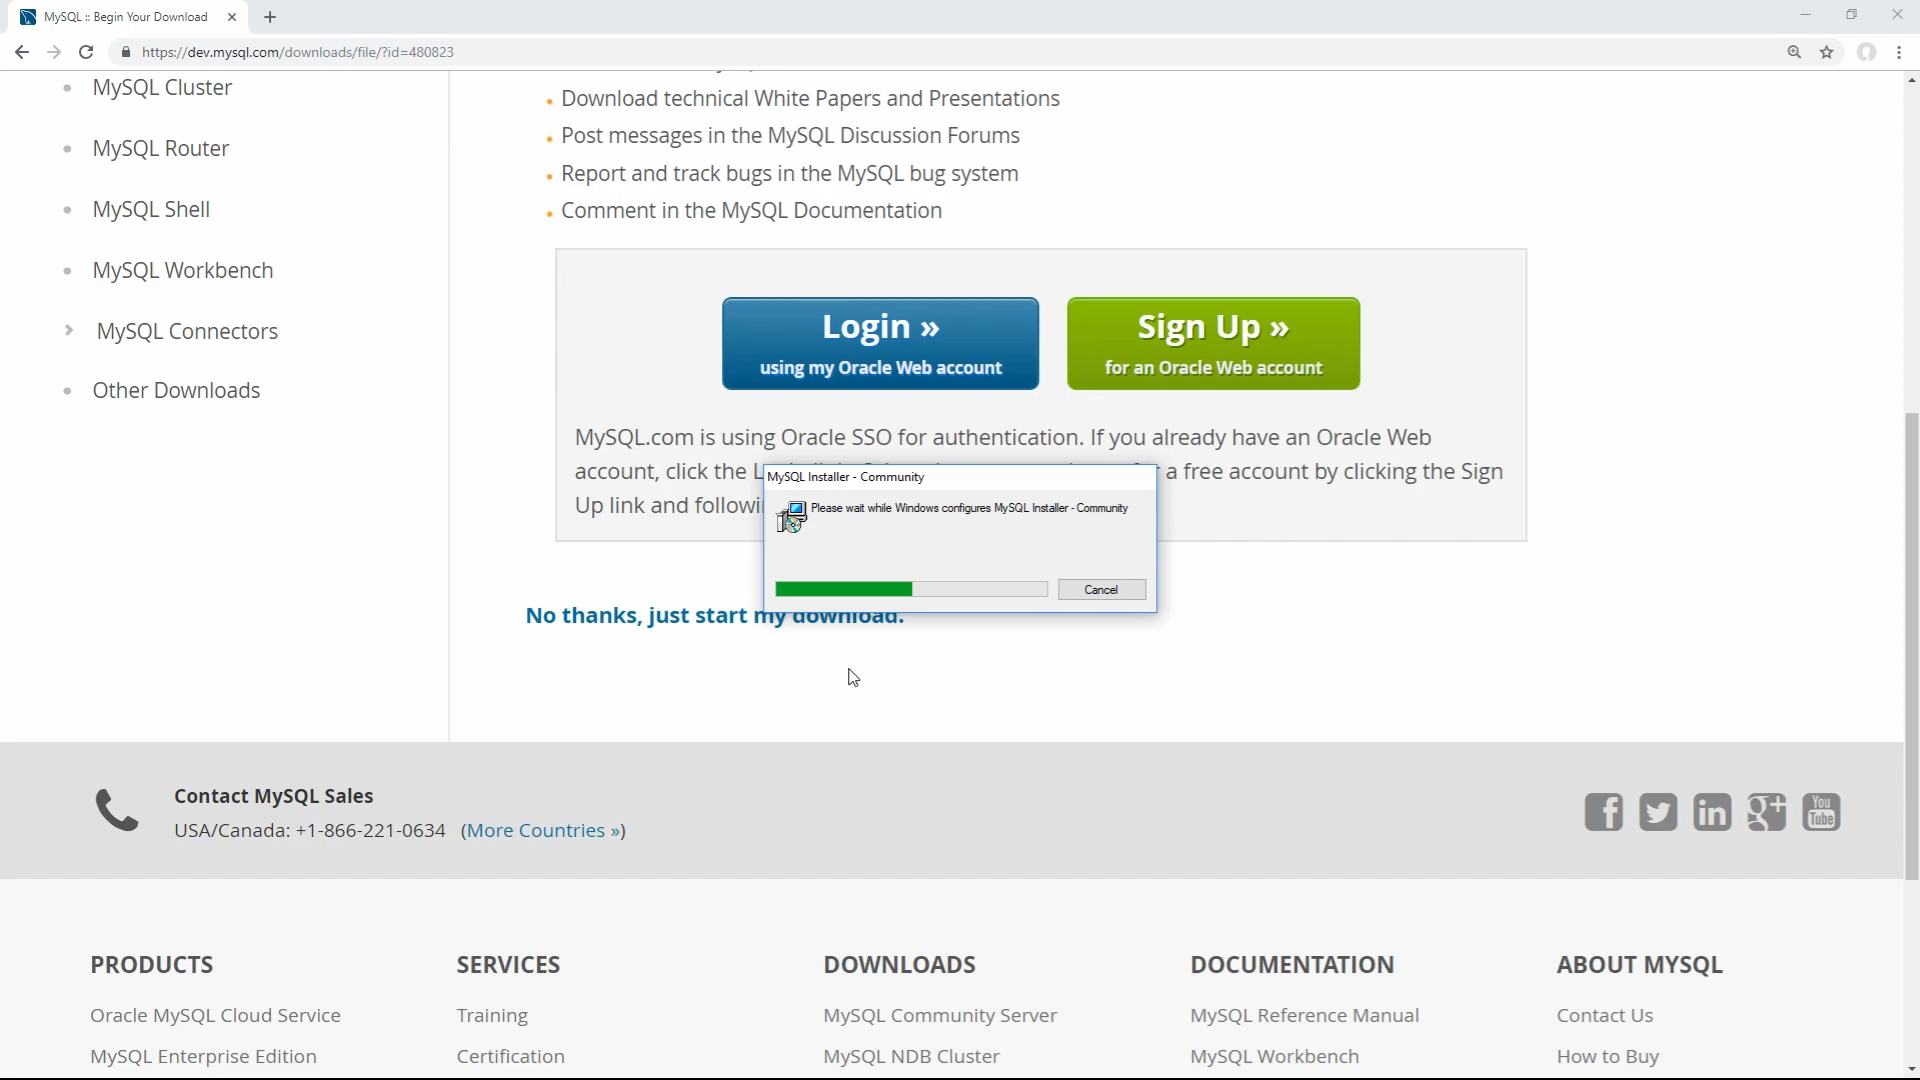 MySQL :: Begin Your Download
https://dev.mysql.com/downloads/file/?id=480823
MySQL Cluster
MySQL Router
MySQL Shell
MySQL Workbench
MySQL Connectors
Other Downloads
Download technical White Papers and Presentations
Post messages in the MySQL Discussion Forums
Report and track bugs in the MySQL bug system
Comment in the MySQL Documentation
Login »
using my Oracle Web account
Sign Up »
for an Oracle Web account
MySQL.com is using Oracle SSO for authentication. If you already have an Oracle Web
account, click the a free account by clicking the Sign
Up link and
MySQL Installer - Community
Please wait while Windows configures MySQL Installer - Community
Cancel
No thanks, just start my download.
Contact MySQL Sales
USA/Canada: +1-866-221-0634 (More Countries »)
You
Tube
PRODUCTS
Oracle MySQL Cloud Service
MySQL Enterprise Edition
SERVICES
Training
Certification
DOWNLOADS
MySQL Community Server
MySQL NDB Cluster
DOCUMENTATION
MySQL Reference Manual
MySQL Workbench
ABOUT MYSQL
Contact Us
How to Buy